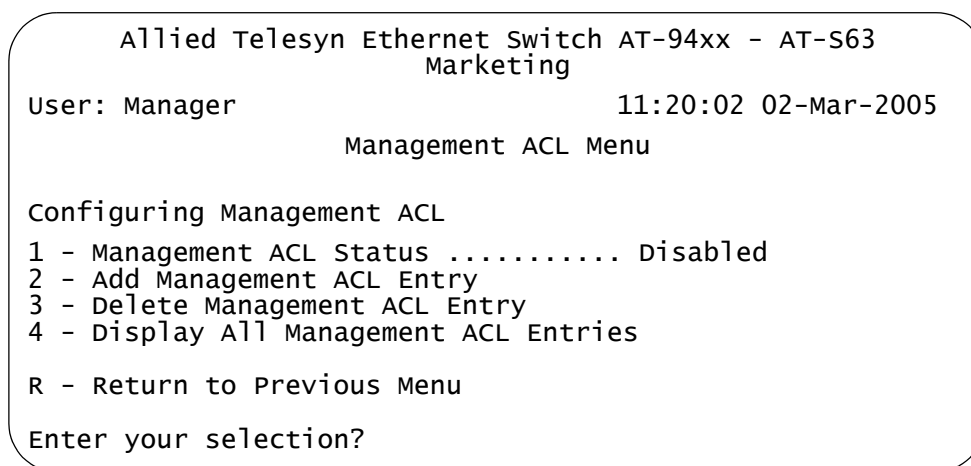 Allied Telesyn Ethernet Switch AT-94xx - AT-S63
Marketing
User: Manager 11:20:02 02-Mar-2005
Management ACL Menu
Configuring Management ACL
1 - Management ACL Status ........... Disabled
2 - Add Management ACL Entry
3 - Delete Management ACL Entry
4 - Display All Management ACL Entries
R - Return to Previous Menu
Enter your selection?